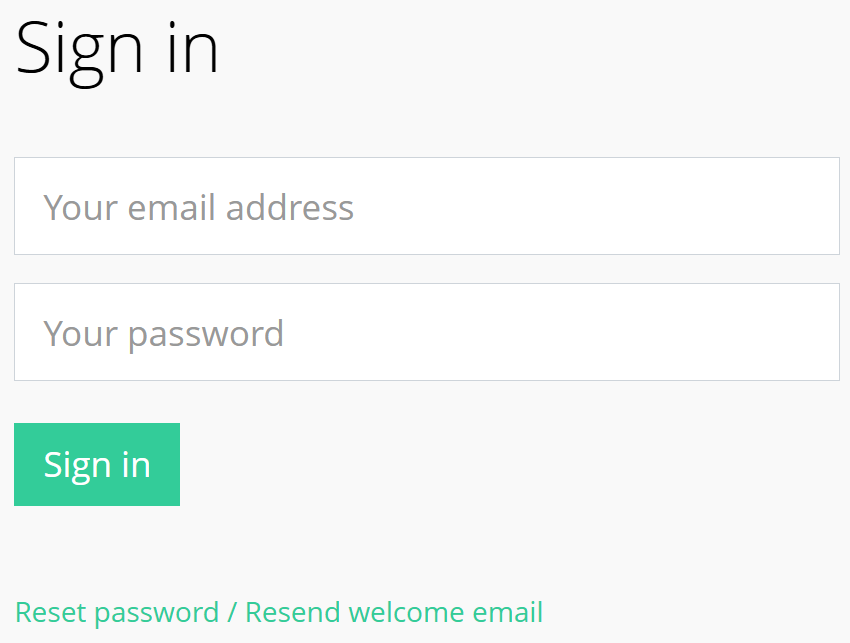 Sign in
Your email address
Your password
Sign in
Reset password / Resend welcome email